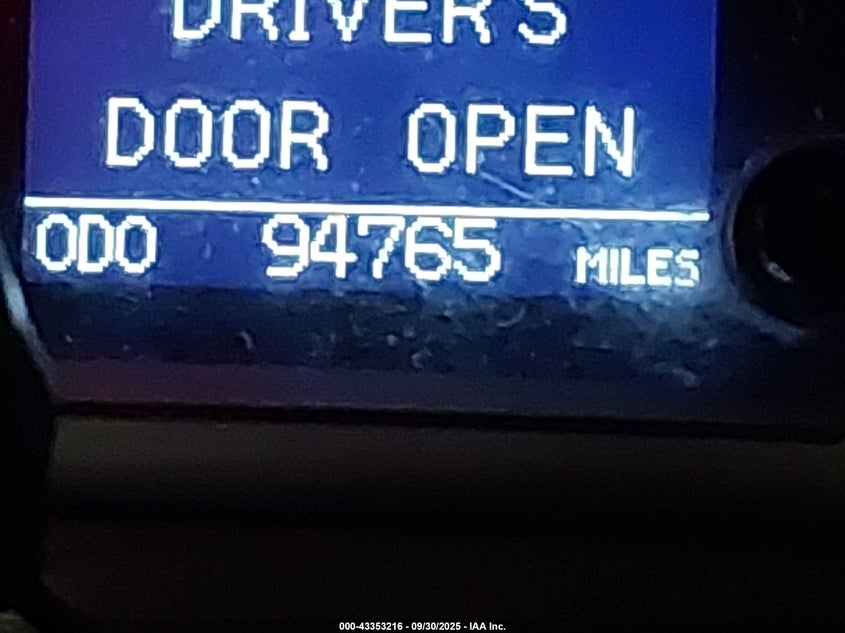 DRIVER'S
DOOR OPEN
ODO 94765 MILES
000-43353216 - 09/30/2025 - IAA Inc.